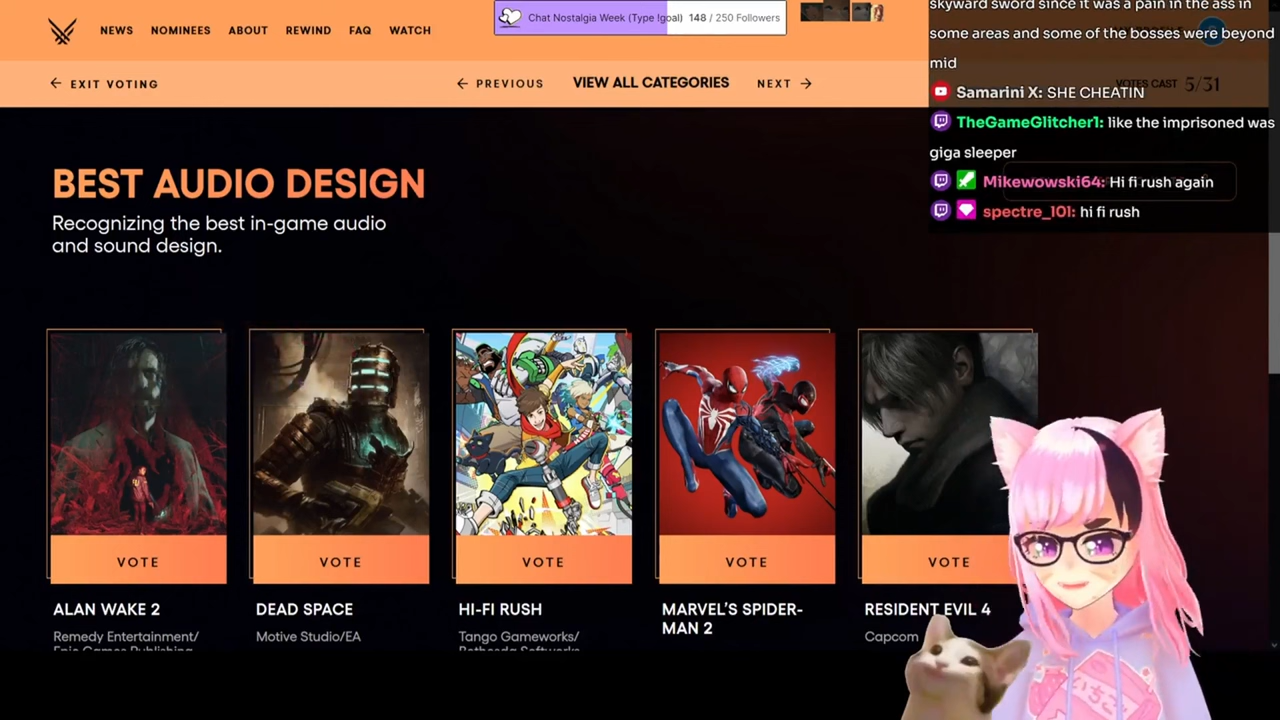 NEWS NOMINEES ABOUT REWIND FAQ WATCH
Chat Nostalgia Week (Type !goal) 148 / 250 Followers
EXIT VOTING
PREVIOUS VIEW ALL CATEGORIES NEXT
VOTES CAST 5/31
skyward sword since it was a pain in the ass in
some areas and some of the bosses were beyond
mid
Samarini X: SHE CHEATIN
TheGameGlitcher1: like the imprisoned was
giga sleeper
Mikewowski64: Hi fi rush again
spectre_101: hi fi rush
BEST AUDIO DESIGN
Recognizing the best in-game audio
and sound design.
VOTE VOTE VOTE VOTE VOTE
ALAN WAKE 2
Remedy Entertainment/
Epic Games Publishing
DEAD SPACE
Motive Studio/EA
HI-FI RUSH
Tango Gameworks/
Bethesda Softworks
MARVEL'S SPIDER-
MAN 2
RESIDENT EVIL 4
Capcom